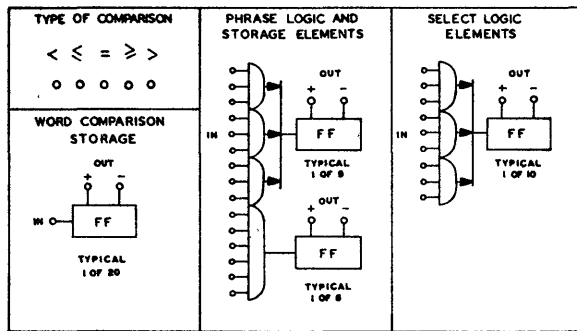 TYPE OF COMPARISON
< ≤ = ≥ >
WORD COMPARISON
STORAGE
OUT
+ -
IN
FF
TYPICAL
1 OF 20
PHRASE LOGIC AND
STORAGE ELEMENTS
OUT
+ -
IN
FF
TYPICAL
1 OF 9
OUT
+ -
FF
TYPICAL
1 OF 6
SELECT LOGIC
ELEMENTS
OUT
+ -
IN
FF
TYPICAL
1 OF 10